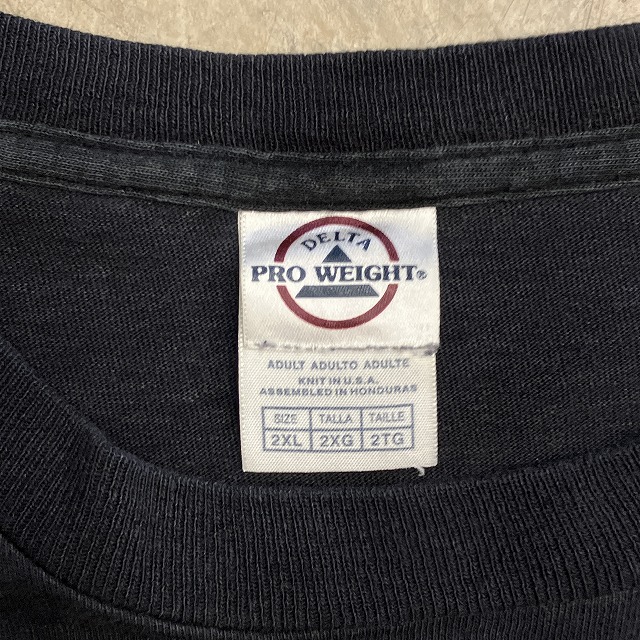 DELTA
PRO WEIGHT®
ADULT ADULTO ADULTE
KNIT IN U.S.A.
ASSEMBLED IN HONDURAS
SIZE TALLA TAILLE
2XL 2XG 2TG